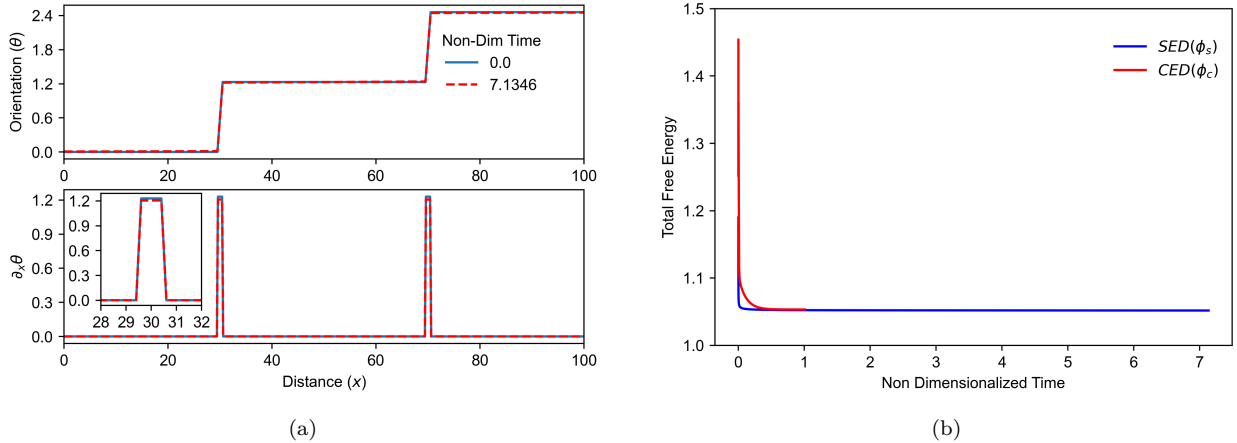 2.4
1.8
1.2
0.6
0.0
Orientation (θ)
Non-Dim Time
0.0
7.1346
0 20 40 60 80 100
1.2
0.9
0.6
0.3
0.0
∂ₓθ
1.2
0.9
0.6
0.3
0.0
28 29 30 31 32
0 20 40 60 80 100
Distance (x)
(a)
1.5
1.4
1.3
1.2
1.1
1.0
Total Free Energy
SED(ϕₛ)
CED(ϕ꜀)
0 1 2 3 4 5 6 7
Non Dimensionalized Time
(b)